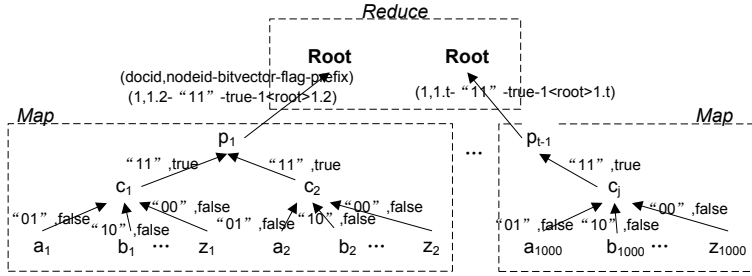 Reduce
Root Root
(docid,nodeid-bitvector-flag-prefix)
(1,1.2-“11”-true-1<root>1.2) (1,1.t-“11”-true-1<root>1.t)
Map Map
p1 ... pt-1
“11”,true “11”,true “11”,true
c1 c2 cj
“01”,false “00”,false “00”,false “00”,false
“10”,false “01”,false “10”,false “01”,false “10”,false
a1 b1 ... z1 a2 b2 ... z2 a1000 b1000 ... z1000